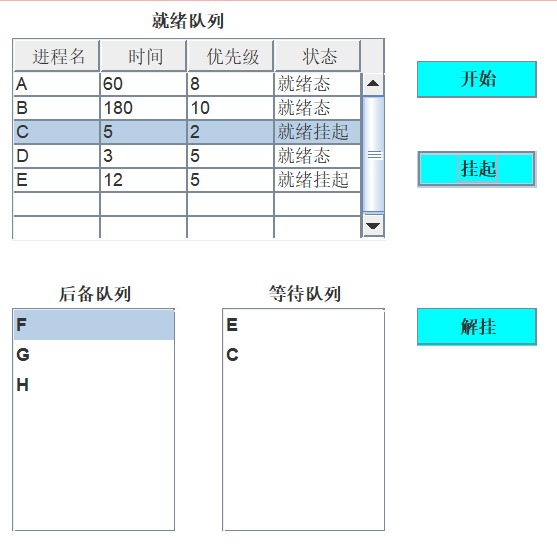 就绪队列
进程名 时间 优先级 状态
A 60 8 就绪态
B 180 10 就绪态
C 5 2 就绪挂起
D 3 5 就绪态
E 12 5 就绪挂起
开始
挂起
后备队列
F
G
H
等待队列
E
C
解挂